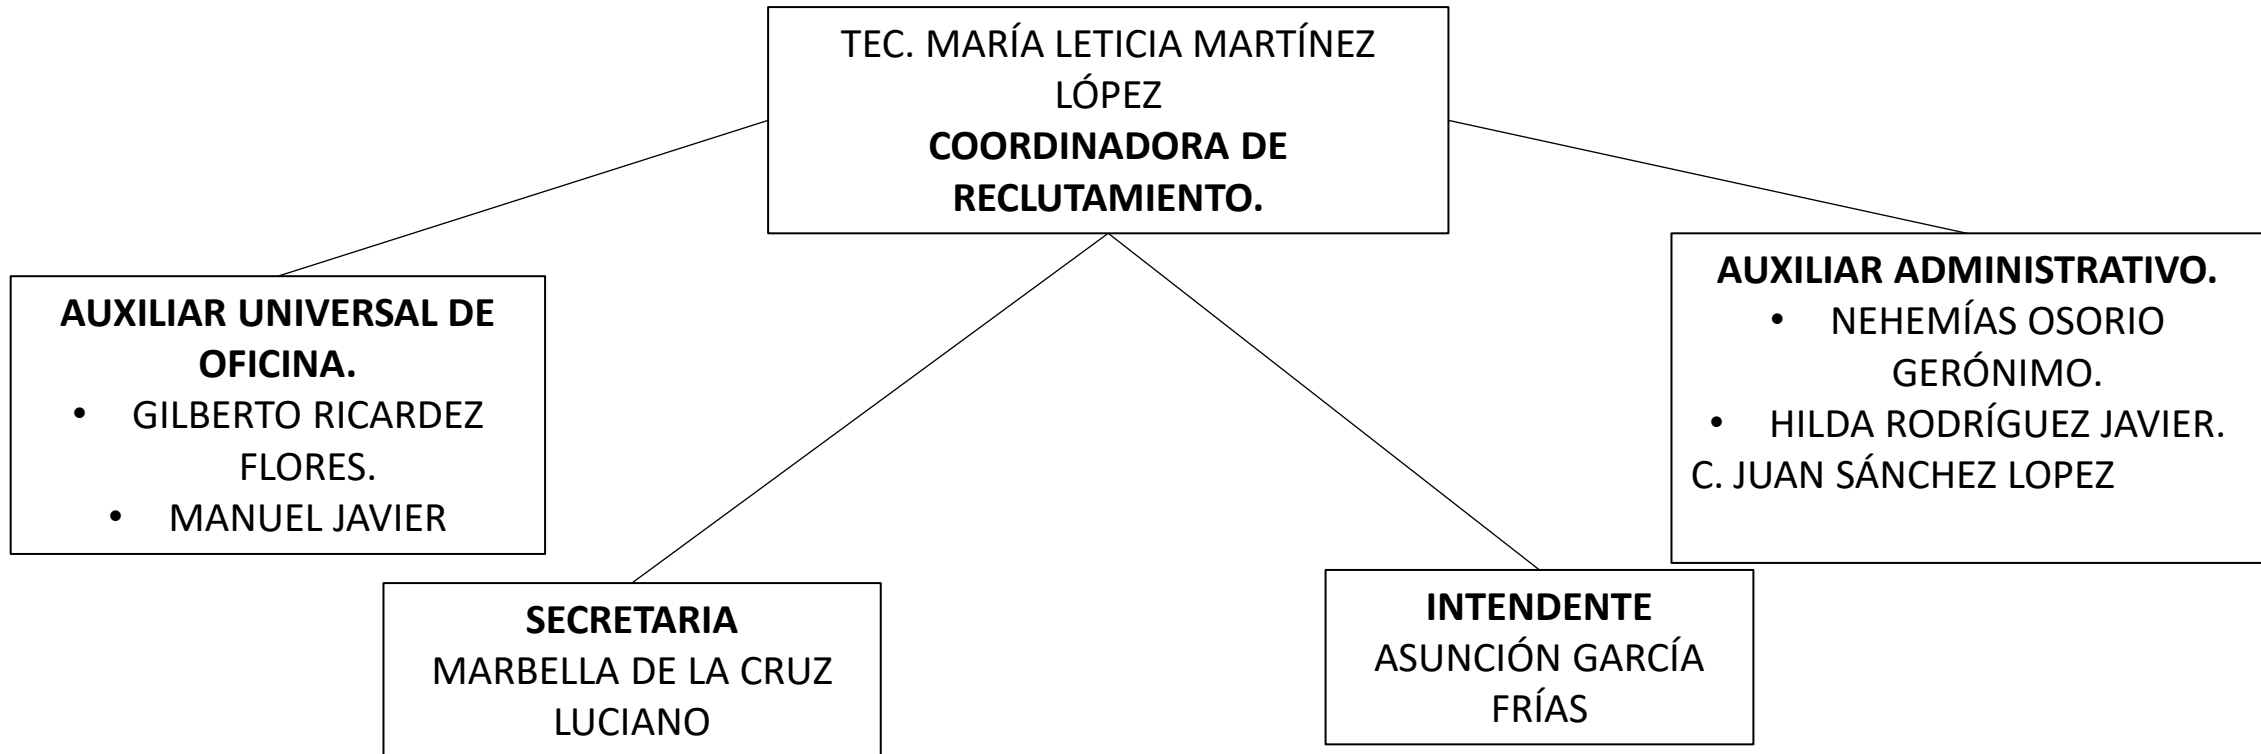 TEC. MARÍA LETICIA MARTÍNEZ
LÓPEZ
COORDINADORA DE
RECLUTAMIENTO.
AUXILIAR UNIVERSAL DE
OFICINA.
• GILBERTO RICARDEZ
FLORES.
• MANUEL JAVIER
AUXILIAR ADMINISTRATIVO.
• NEHEMÍAS OSORIO
GERÓNIMO.
• HILDA RODRÍGUEZ JAVIER.
C. JUAN SÁNCHEZ LOPEZ
SECRETARIA
MARBELLA DE LA CRUZ
LUCIANO
INTENDENTE
ASUNCIÓN GARCÍA
FRÍAS